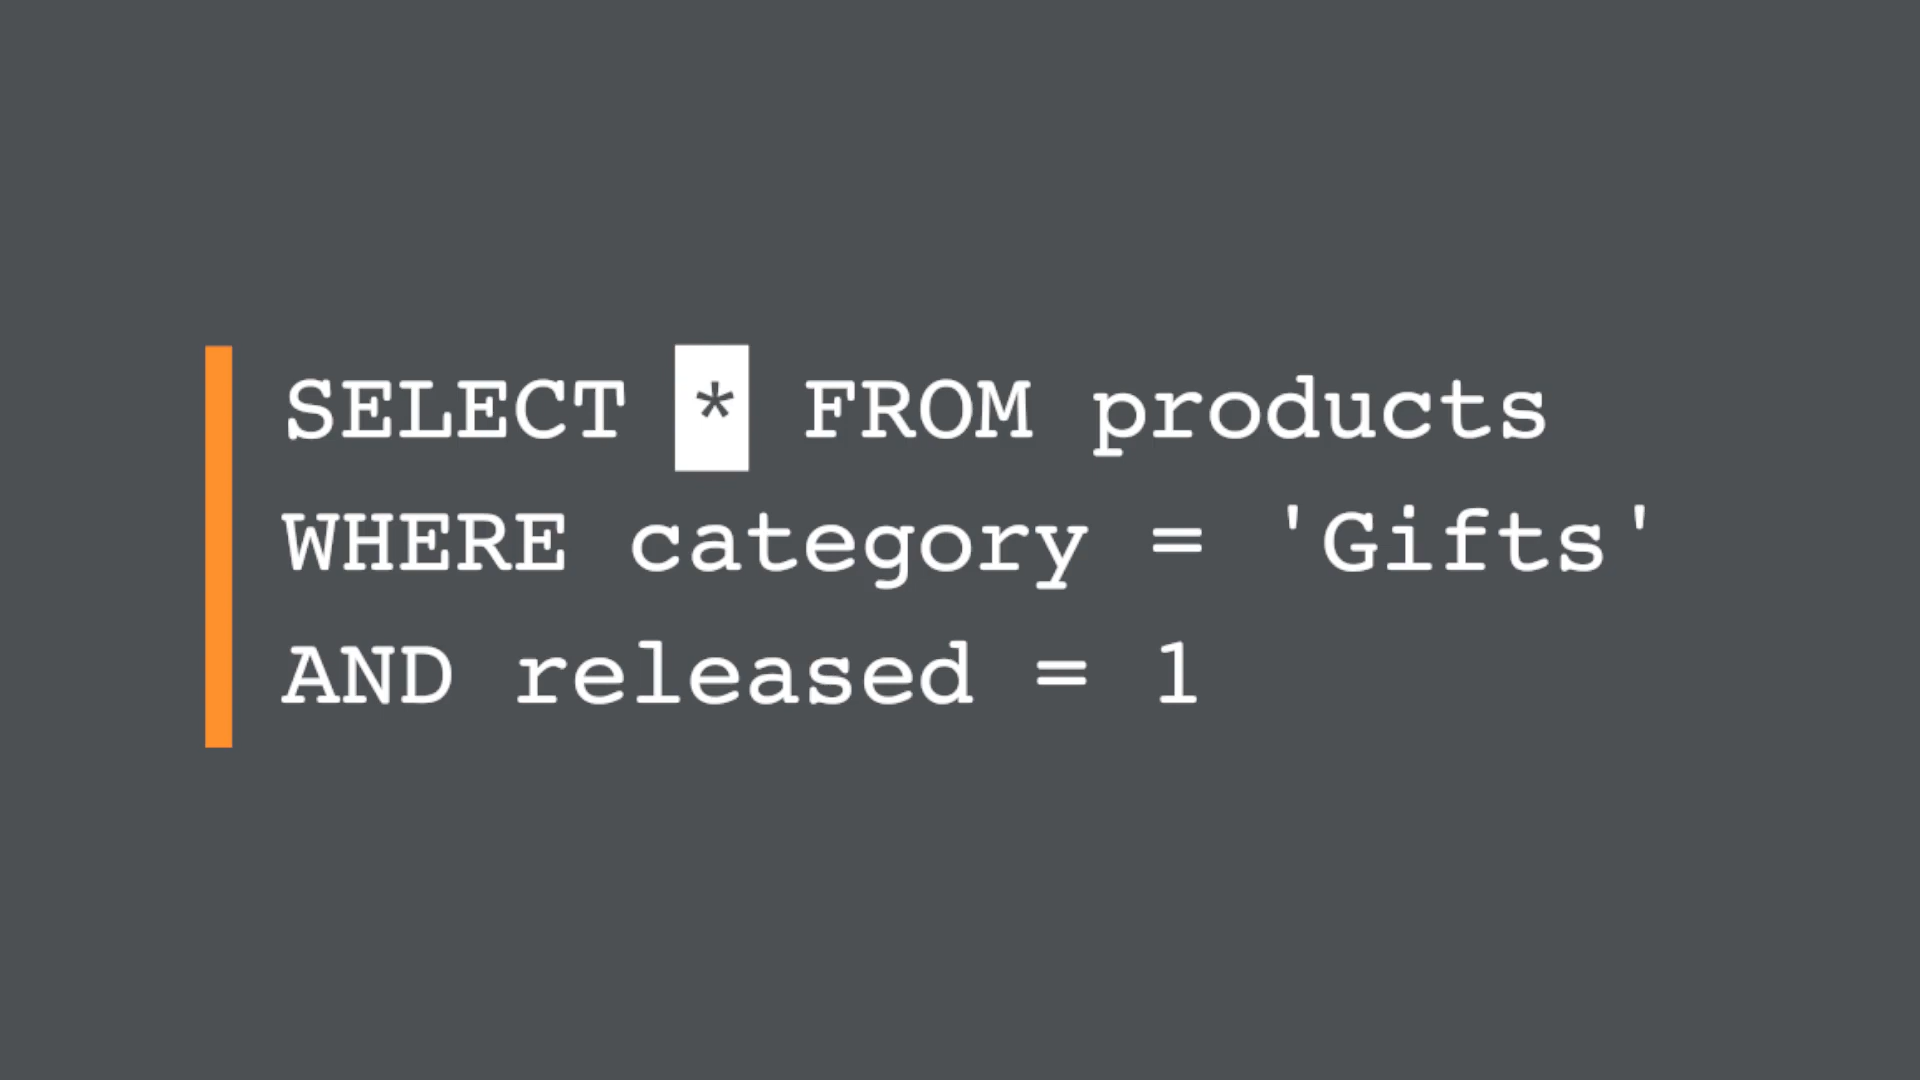 SELECT * FROM products
WHERE category = 'Gifts'
AND released = 1